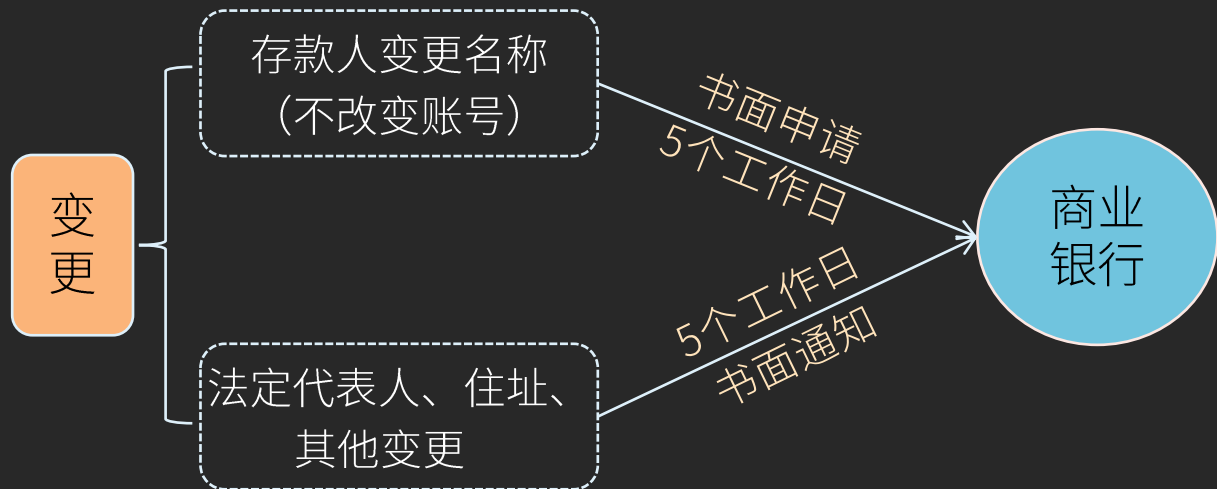 变
更
存款人变更名称
（不改变账号）
书面申请
5个工作日
法定代表人、住址、
其他变更
5个工作日
书面通知
商业
银行